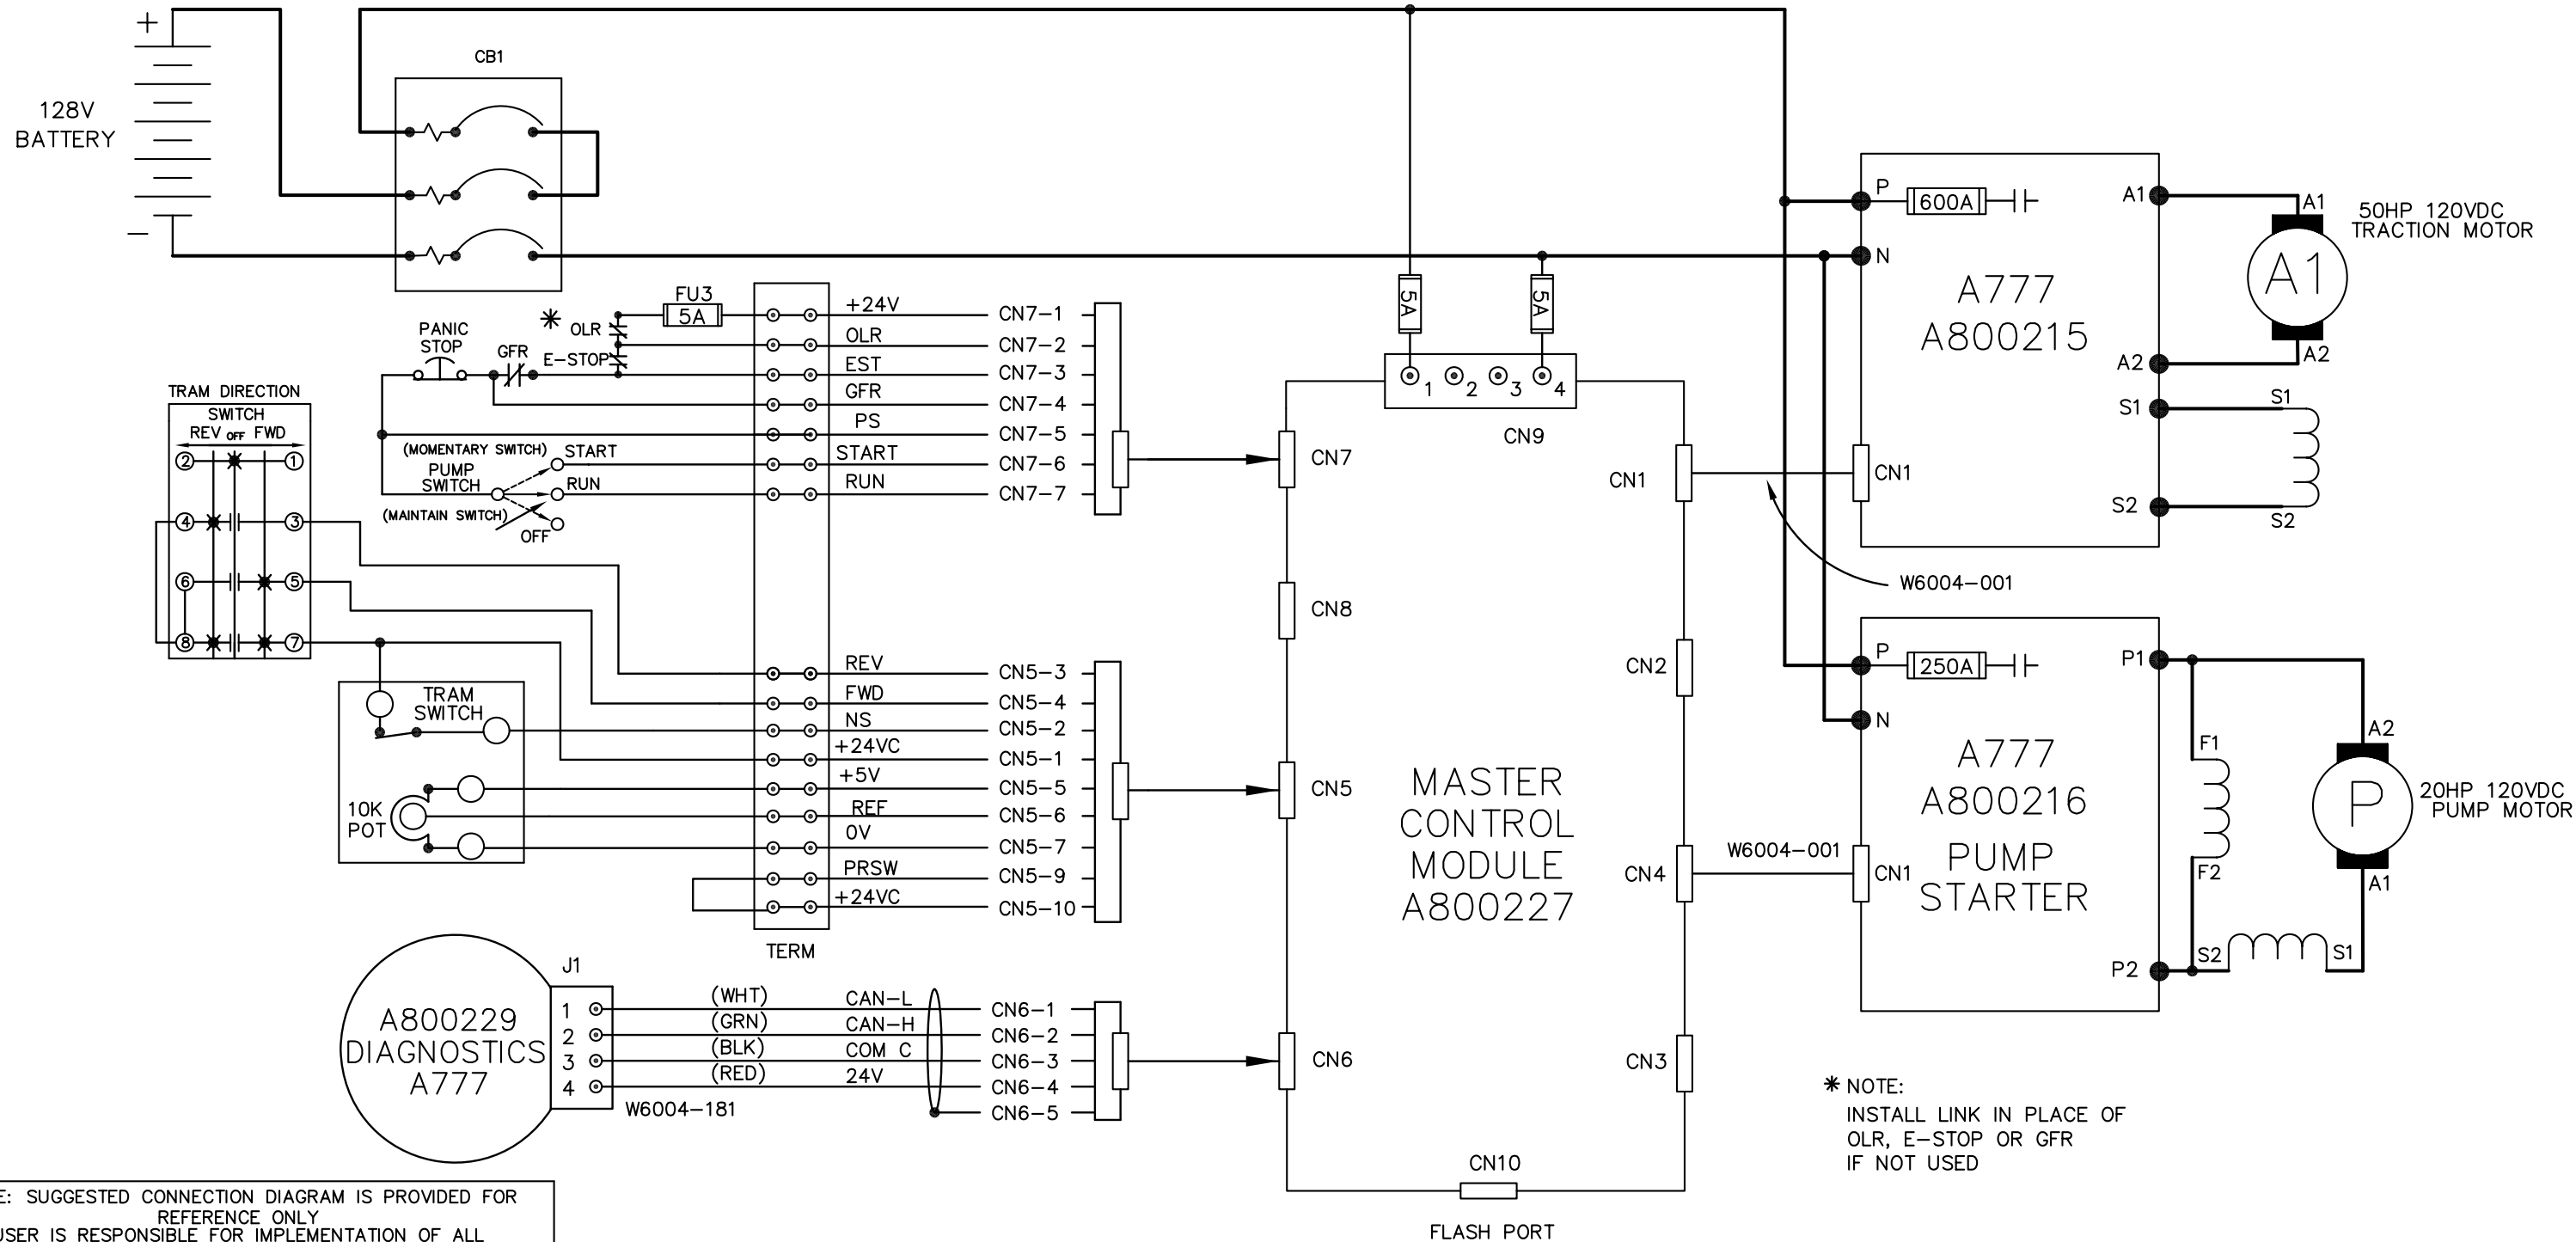 +
128V
BATTERY
−
CB1
FU3
5A
* OLR
E-STOP
PANIC
STOP
GFR
TRAM DIRECTION
SWITCH
REV OFF FWD
2 1
4 3
6 5
8 7
(MOMENTARY SWITCH)
START
PUMP
SWITCH
RUN
(MAINTAIN SWITCH)
OFF
TRAM
SWITCH
10K
POT
+24V CN7-1
OLR CN7-2
EST CN7-3
GFR CN7-4
PS CN7-5
START CN7-6
RUN CN7-7
REV CN5-3
FWD CN5-4
NS CN5-2
+24VC CN5-1
+5V CN5-5
REF CN5-6
0V CN5-7
PRSW CN5-9
+24VC CN5-10
TERM
A800229
DIAGNOSTICS
A777
J1
1 (WHT) CAN-L CN6-1
2 (GRN) CAN-H CN6-2
3 (BLK) COM C CN6-3
4 (RED) 24V CN6-4
CN6-5
W6004-181
5A
5A
1 2 3 4
CN9
CN7
CN8
CN5
CN6
CN1
CN2
CN4
CN3
CN10
FLASH PORT
MASTER
CONTROL
MODULE
A800227
W6004-001
W6004-001
P
600A
N
CN1
A777
A800215
A1
A2
S1
S2
A1
A1
A2
50HP 120VDC
TRACTION MOTOR
S1
S2
P
250A
N
CN1
A777
A800216
PUMP
STARTER
P1
P2
F1
F2
S2
S1
A2
P
A1
20HP 120VDC
PUMP MOTOR
* NOTE:
INSTALL LINK IN PLACE OF
OLR, E-STOP OR GFR
IF NOT USED
E: SUGGESTED CONNECTION DIAGRAM IS PROVIDED FOR
REFERENCE ONLY
USER IS RESPONSIBLE FOR IMPLEMENTATION OF ALL